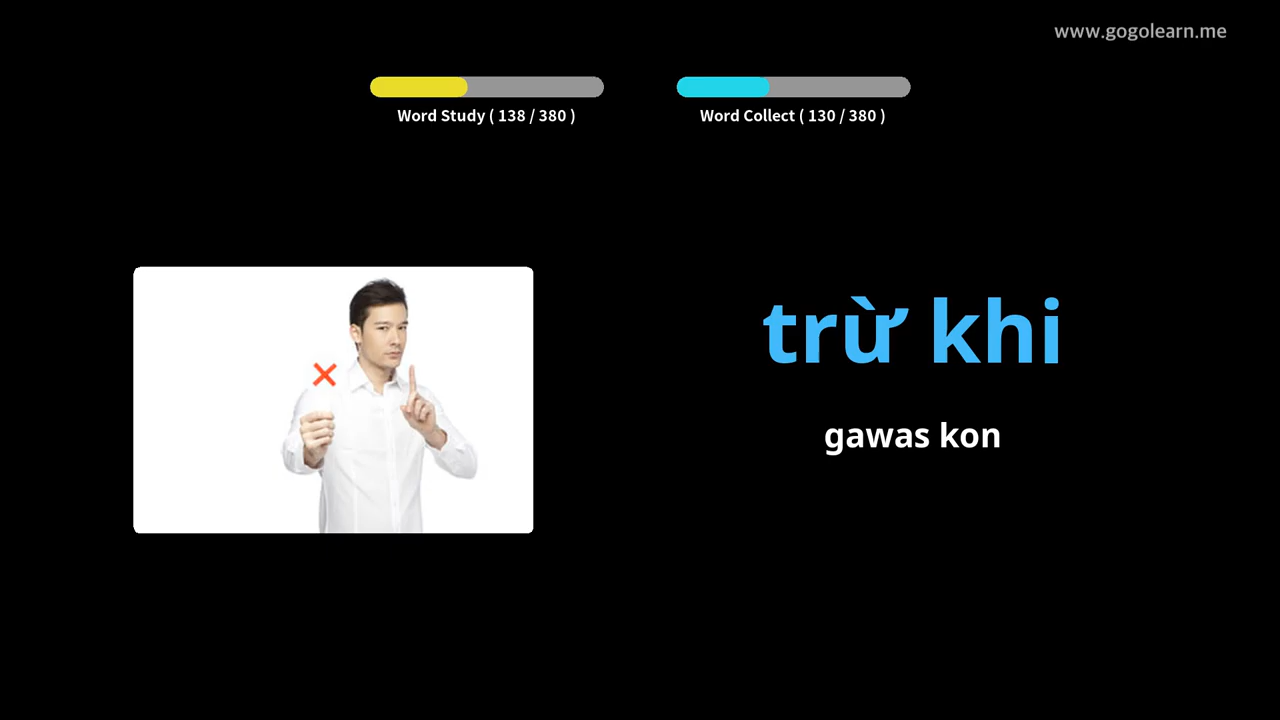 www.gogolearn.me
Word Study ( 138 / 380 )
Word Collect ( 130 / 380 )
trừ khi
gawas kon